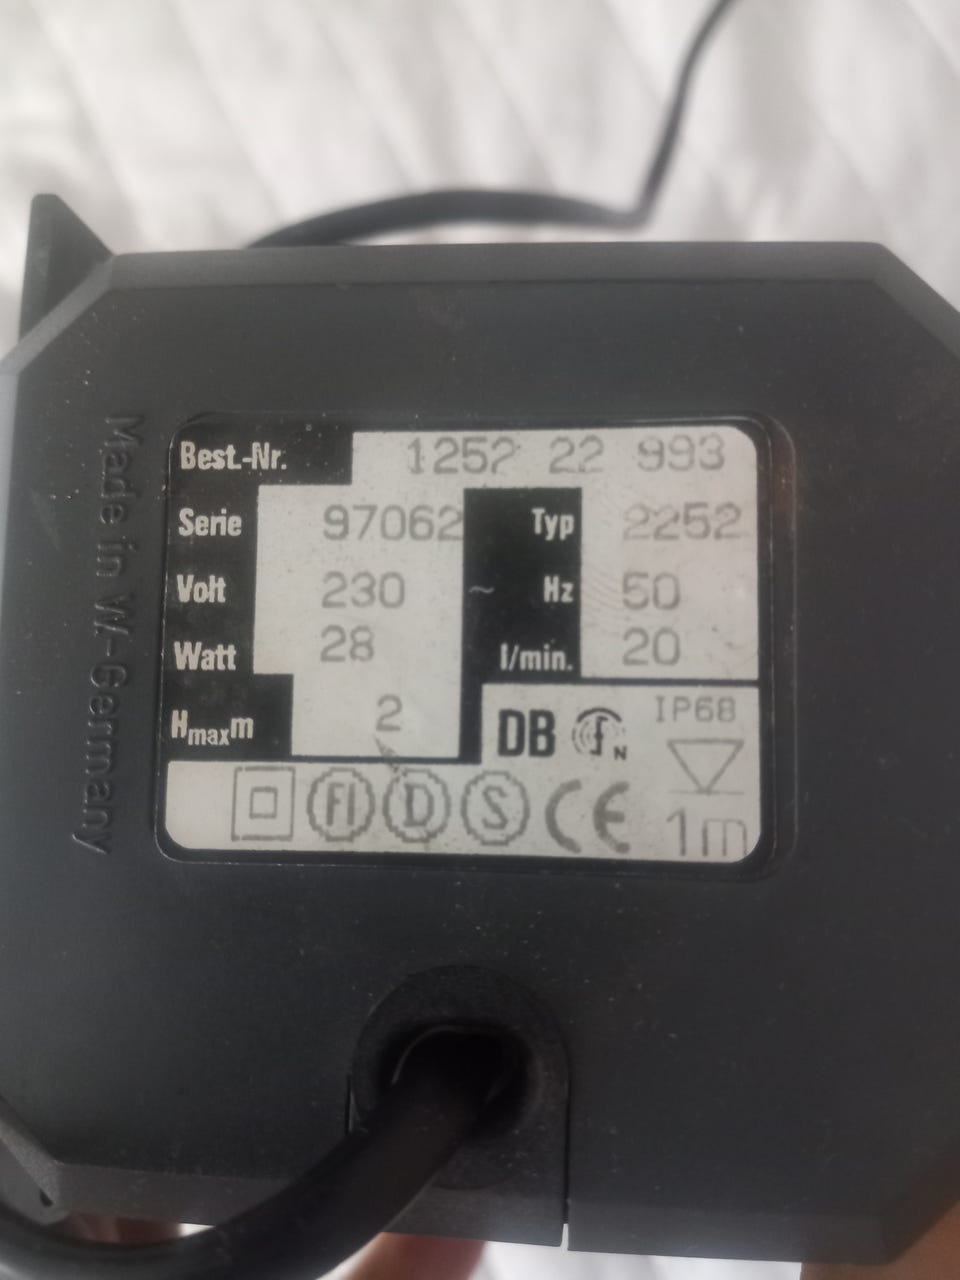 Best.-Nr. 1252 22 993
Serie 97062 Typ 2252
Volt 230 ~ Hz 50
Watt 28 l/min. 20
Hmaxm 2
DB N IP68
FI D S CE 1m
Made in W.-Germany